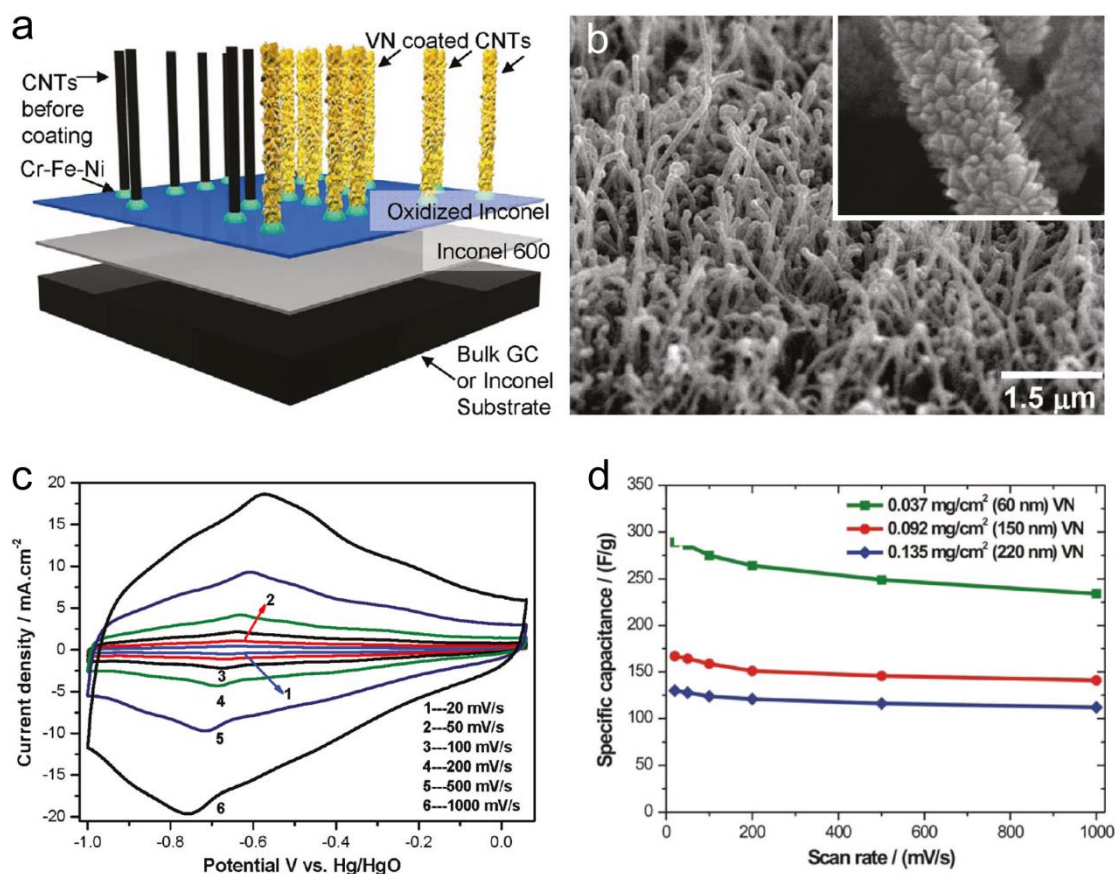 a
CNTs
before
coating
Cr-Fe-Ni
VN coated CNTs
Oxidized Inconel
Inconel 600
Bulk GC
or Inconel
Substrate
b
1.5 μm
c
Current density / mA.cm⁻²
20
15
10
5
0
-5
-10
-15
-20
2
3
1
4
5
6
1---20 mV/s
2---50 mV/s
3---100 mV/s
4---200 mV/s
5---500 mV/s
6---1000 mV/s
-1.0
-0.8
-0.6
-0.4
-0.2
0.0
Potential V vs. Hg/HgO
d
Specific capacitance / (F/g)
350
300
250
200
150
100
50
0
0.037 mg/cm² (60 nm) VN
0.092 mg/cm² (150 nm) VN
0.135 mg/cm² (220 nm) VN
0
200
400
600
800
1000
Scan rate / (mV/s)